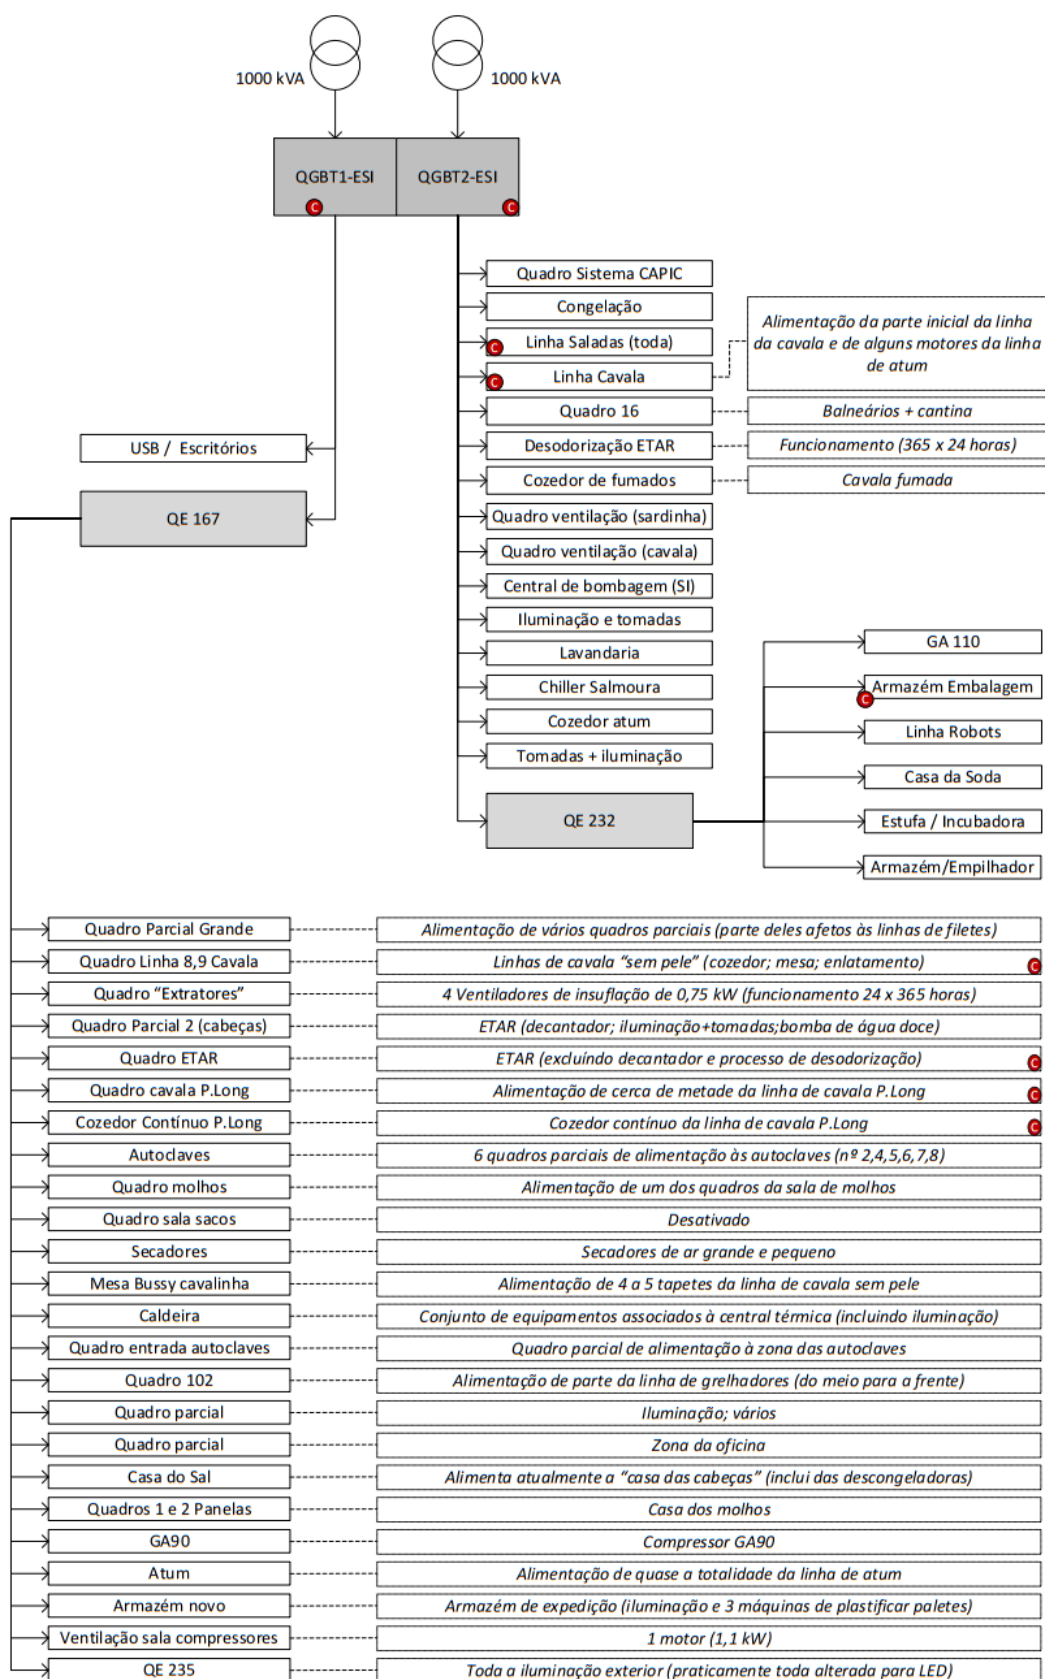 1000 kVA
1000 kVA
QGBT1-ESI
QGBT2-ESI
C
C
Quadro Sistema CAPIC
Congelação
Linha Saladas (toda)
C
Linha Cavala
C
Alimentação da parte inicial da linha
da cavala e de alguns motores da linha
de atum
Quadro 16
Balneários + cantina
Desodorização ETAR
Funcionamento (365 x 24 horas)
Cozedor de fumados
Cavala fumada
Quadro ventilação (sardinha)
Quadro ventilação (cavala)
Central de bombagem (SI)
Iluminação e tomadas
Lavandaria
Chiller Salmoura
Cozedor atum
Tomadas + iluminação
QE 232
USB / Escritórios
QE 167
GA 110
Armazém Embalagem
C
Linha Robots
Casa da Soda
Estufa / Incubadora
Armazém/Empilhador
Quadro Parcial Grande
Alimentação de vários quadros parciais (parte deles afetos às linhas de filetes)
Quadro Linha 8,9 Cavala
Linhas de cavala “sem pele” (cozedor; mesa; enlatamento)
C
Quadro “Extratores”
4 Ventiladores de insuflação de 0,75 kW (funcionamento 24 x 365 horas)
Quadro Parcial 2 (cabeças)
ETAR (decantador; iluminação+tomadas;bomba de água doce)
Quadro ETAR
ETAR (excluíndo decantador e processo de desodorização)
C
Quadro cavala P.Long
Alimentação de cerca de metade da linha de cavala P.Long
C
Cozedor Contínuo P.Long
Cozedor contínuo da linha de cavala P.Long
C
Autoclaves
6 quadros parciais de alimentação às autoclaves (nº 2,4,5,6,7,8)
Quadro molhos
Alimentação de um dos quadros da sala de molhos
Quadro sala sacos
Desativado
Secadores
Secadores de ar grande e pequeno
Mesa Bussy cavalinha
Alimentação de 4 a 5 tapetes da linha de cavala sem pele
Caldeira
Conjunto de equipamentos associados à central térmica (incluindo iluminação)
Quadro entrada autoclaves
Quadro parcial de alimentação à zona das autoclaves
Quadro 102
Alimentação de parte da linha de grelhadores (do meio para a frente)
Quadro parcial
Iluminação; vários
Quadro parcial
Zona da oficina
Casa do Sal
Alimenta atualmente a “casa das cabeças” (inclui das descongeladoras)
Quadros 1 e 2 Panelas
Casa dos molhos
GA90
Compressor GA90
Atum
Alimentação de quase a totalidade da linha de atum
Armazém novo
Armazém de expedição (iluminação e 3 máquinas de plastificar paletes)
Ventilação sala compressores
1 motor (1,1 kW)
QE 235
Toda a iluminação exterior (praticamente toda alterada para LED)